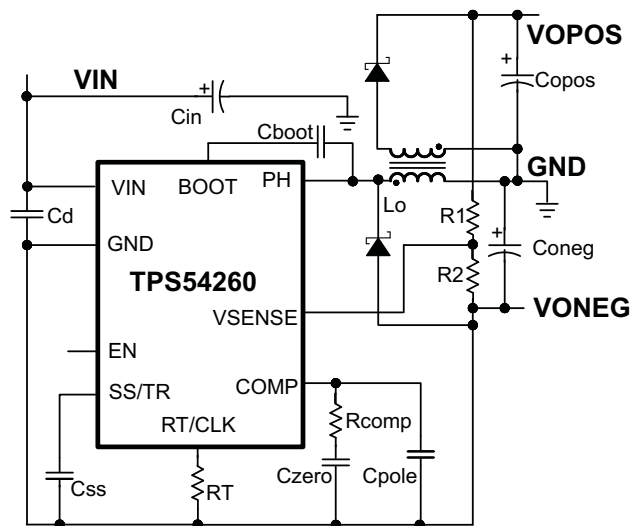 VOPOS
VIN
+
Copos
+
Cin
Cboot
GND
VIN
BOOT
PH
Lo
R1
+
Cd
GND
Coneg
TPS54260
R2
VSENSE
VONEG
EN
COMP
SS/TR
Rcomp
RT/CLK
Css
RT
Czero
Cpole